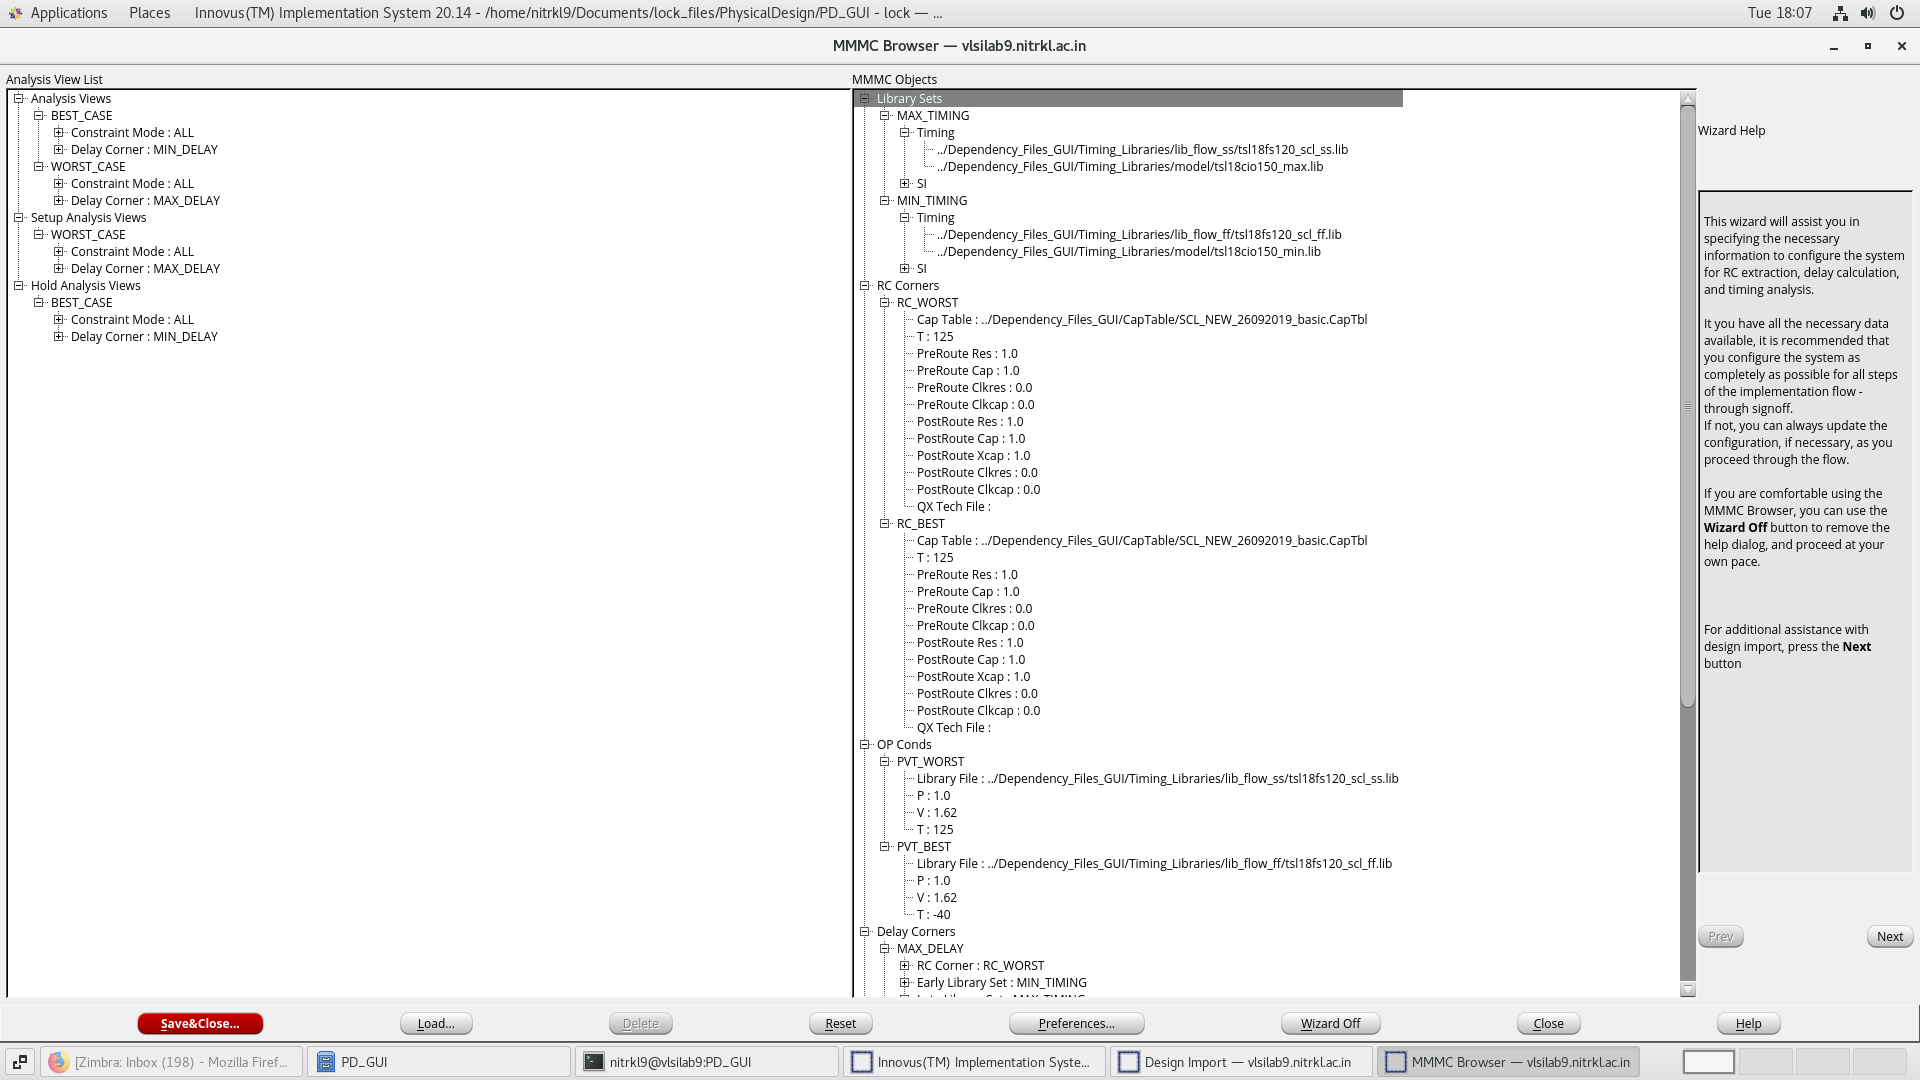 Applications Places Innovus(TM) Implementation System 20.14 - /home/nitrkl9/Documents/lock_files/PhysicalDesign/PD_GUI - lock — ... Tue 18:07
MMMC Browser — vlsilab9.nitrkl.ac.in
Analysis View List
Analysis Views
BEST_CASE
Constraint Mode : ALL
Delay Corner : MIN_DELAY
WORST_CASE
Constraint Mode : ALL
Delay Corner : MAX_DELAY
Setup Analysis Views
WORST_CASE
Constraint Mode : ALL
Delay Corner : MAX_DELAY
Hold Analysis Views
BEST_CASE
Constraint Mode : ALL
Delay Corner : MIN_DELAY
MMMC Objects
Library Sets
MAX_TIMING
Timing
../Dependency_Files_GUI/Timing_Libraries/lib_flow_ss/tsl18fs120_scl_ss.lib
../Dependency_Files_GUI/Timing_Libraries/model/tsl18cio150_max.lib
SI
MIN_TIMING
Timing
../Dependency_Files_GUI/Timing_Libraries/lib_flow_ff/tsl18fs120_scl_ff.lib
../Dependency_Files_GUI/Timing_Libraries/model/tsl18cio150_min.lib
SI
RC Corners
RC_WORST
Cap Table : ../Dependency_Files_GUI/CapTable/SCL_NEW_26092019_basic.CapTbl
T : 125
PreRoute Res : 1.0
PreRoute Cap : 1.0
PreRoute Clkres : 0.0
PreRoute Clkcap : 0.0
PostRoute Res : 1.0
PostRoute Cap : 1.0
PostRoute Xcap : 1.0
PostRoute Clkres : 0.0
PostRoute Clkcap : 0.0
QX Tech File :
RC_BEST
Cap Table : ../Dependency_Files_GUI/CapTable/SCL_NEW_26092019_basic.CapTbl
T : 125
PreRoute Res : 1.0
PreRoute Cap : 1.0
PreRoute Clkres : 0.0
PreRoute Clkcap : 0.0
PostRoute Res : 1.0
PostRoute Cap : 1.0
PostRoute Xcap : 1.0
PostRoute Clkres : 0.0
PostRoute Clkcap : 0.0
QX Tech File :
OP Conds
PVT_WORST
Library File : ../Dependency_Files_GUI/Timing_Libraries/lib_flow_ss/tsl18fs120_scl_ss.lib
P : 1.0
V : 1.62
T : 125
PVT_BEST
Library File : ../Dependency_Files_GUI/Timing_Libraries/lib_flow_ff/tsl18fs120_scl_ff.lib
P : 1.0
V : 1.62
T : -40
Delay Corners
MAX_DELAY
RC Corner : RC_WORST
Early Library Set : MIN_TIMING
Wizard Help
This wizard will assist you in
specifying the necessary
information to configure the system
for RC extraction, delay calculation,
and timing analysis.
It you have all the necessary data
available, it is recommended that
you configure the system as
completely as possible for all steps
of the implementation flow -
through signoff.
If not, you can always update the
configuration, if necessary, as you
proceed through the flow.
If you are comfortable using the
MMMC Browser, you can use the
Wizard Off button to remove the
help dialog, and proceed at your
own pace.
For additional assistance with
design import, press the Next
button
Prev Next
Save&Close... Load... Delete Reset Preferences... Wizard Off Close Help
[Zimbra: Inbox (198) - Mozilla Firef... PD_GUI nitrkl9@vlsilab9:PD_GUI Innovus(TM) Implementation Syste... Design Import — vlsilab9.nitrkl.ac.in MMMC Browser — vlsilab9.nitrkl.ac.in